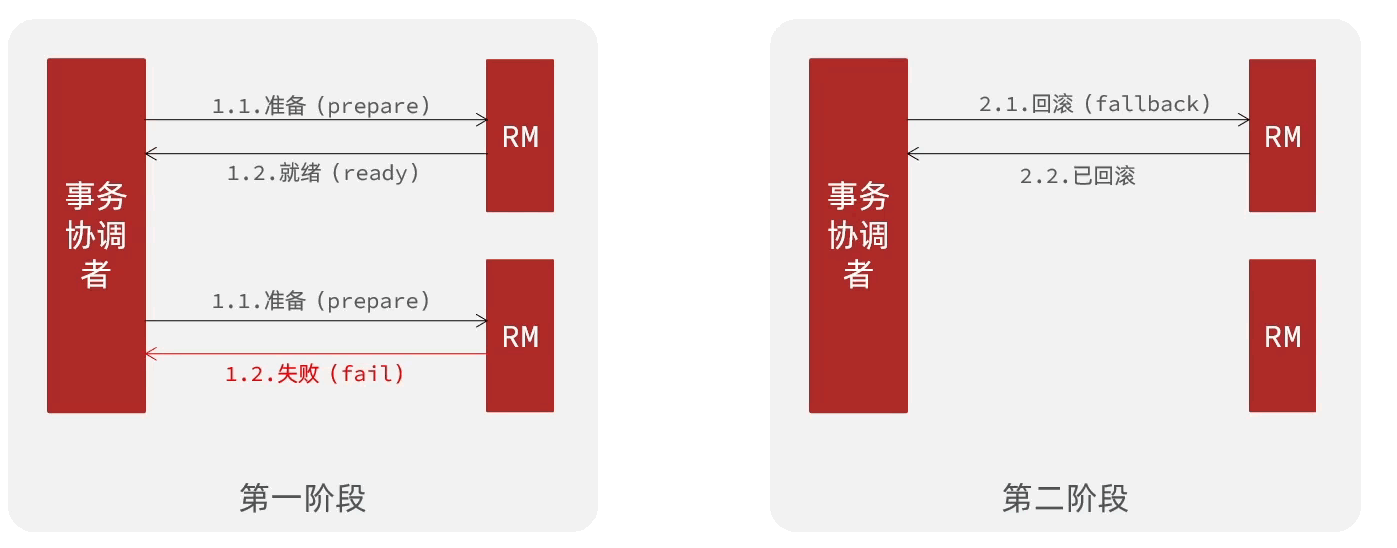 1.1.准备（prepare）
RM
1.2.就绪（ready）
事务
协调
者
1.1.准备（prepare）
RM
1.2.失败（fail）
第一阶段
2.1.回滚（fallback）
RM
2.2.已回滚
事务
协调
者
RM
第二阶段